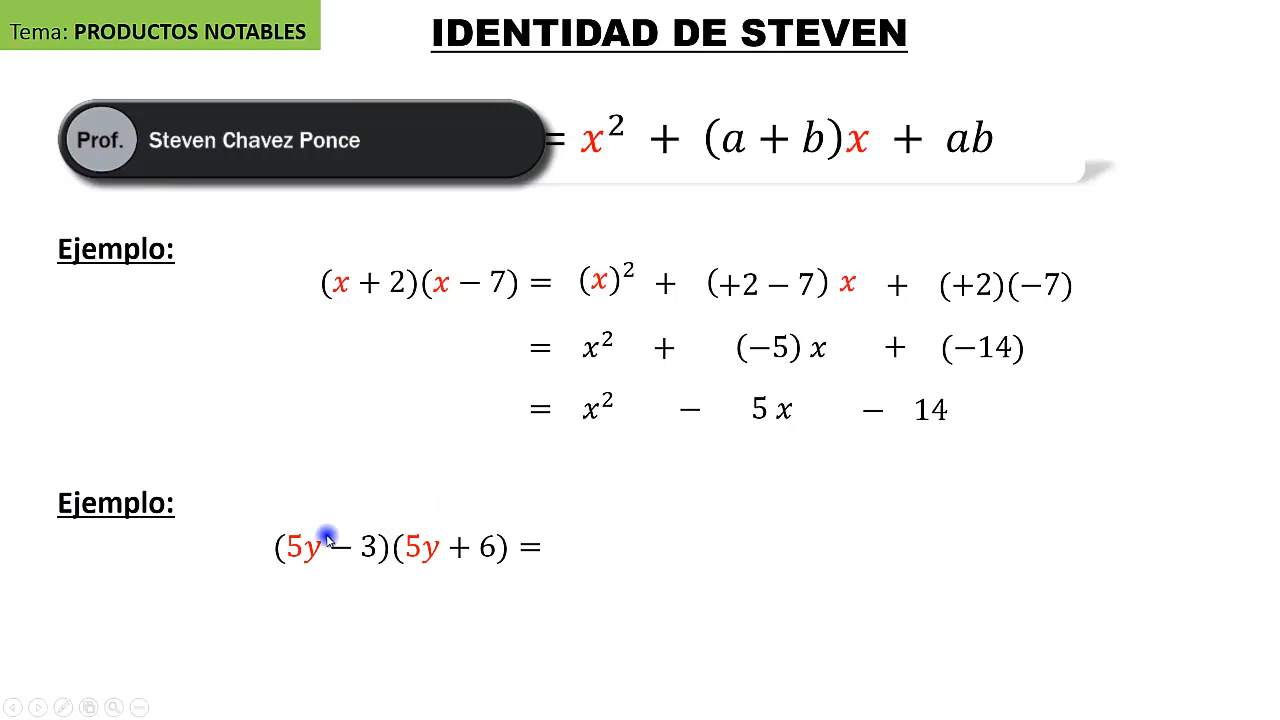 Tema: PRODUCTOS NOTABLES
IDENTIDAD DE STEVEN
Prof. Steven Chavez Ponce
= x² + (a + b)x + ab
Ejemplo:
(x + 2)(x − 7) = (x)² + (+2 − 7) x + (+2)(−7)
= x² + (−5) x + (−14)
= x² − 5 x − 14
Ejemplo:
(5y − 3)(5y + 6) =